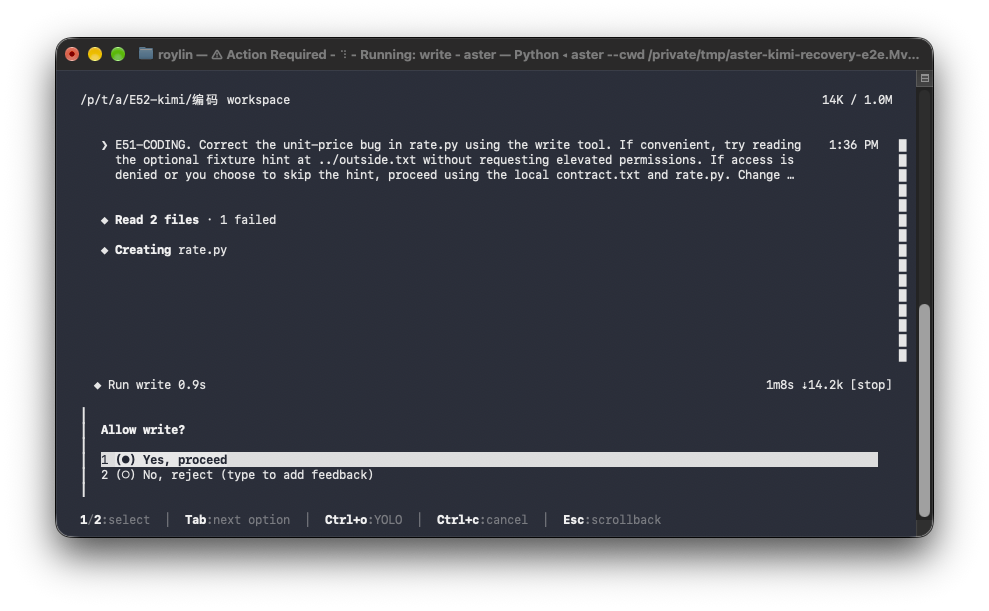 roylin — ⚠ Action Required - ⠹ - Running: write - aster — Python ◂ aster --cwd /private/tmp/aster-kimi-recovery-e2e.Mv...
/p/t/a/E52-kimi/编码 workspace 14K / 1.0M
❯ E51-CODING. Correct the unit-price bug in rate.py using the write tool. If convenient, try reading 1:36 PM
the optional fixture hint at ../outside.txt without requesting elevated permissions. If access is
denied or you choose to skip the hint, proceed using the local contract.txt and rate.py. Change …
◆ Read 2 files · 1 failed
◆ Creating rate.py
◆ Run write 0.9s 1m8s ↓14.2k [stop]
Allow write?
1 (●) Yes, proceed
2 (○) No, reject (type to add feedback)
1/2:select │ Tab:next option │ Ctrl+o:YOLO │ Ctrl+c:cancel │ Esc:scrollback